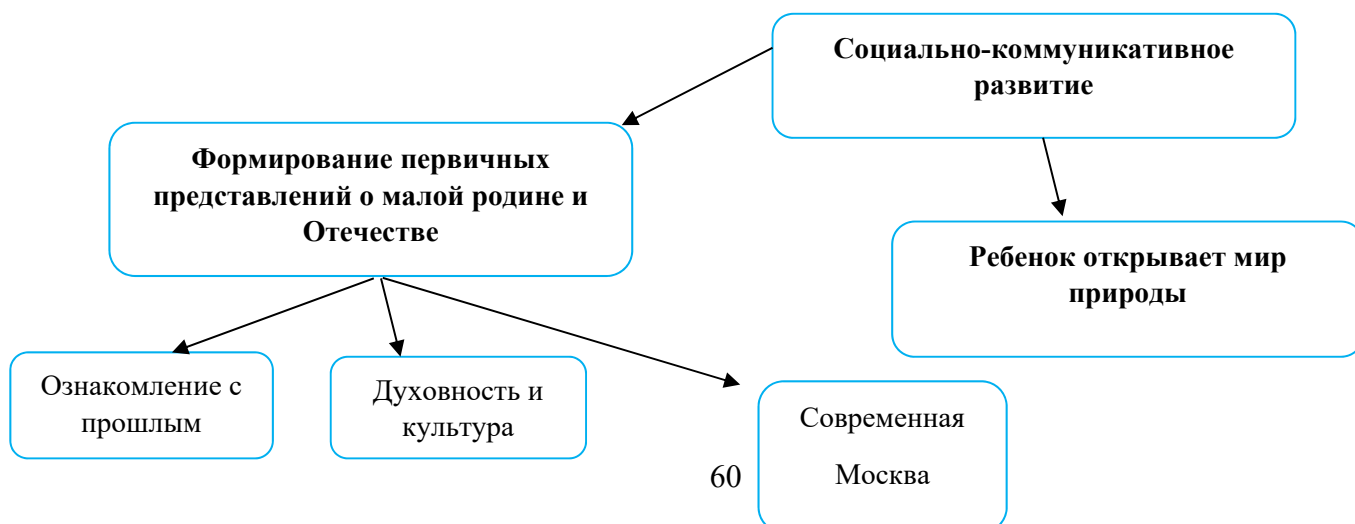 Социально-коммуникативное
развитие
Формирование первичных
представлений о малой родине и
Отечестве
Ребенок открывает мир
природы
Ознакомление с
прошлым
Духовность и
культура
Современная
Москва
60